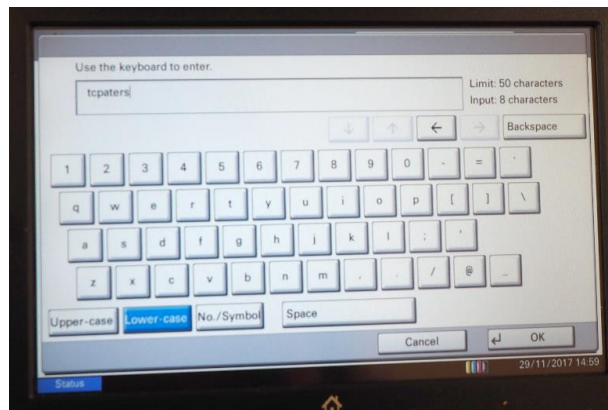 Use the keyboard to enter.
tcpaters
Limit: 50 characters
Input: 8 characters
↓ ↑ ← → Backspace
1 2 3 4 5 6 7 8 9 0 - = `
q w e r t y u i o p [ ] \
a s d f g h j k l ; '
z x c v b n m , . / @ _
Upper-case Lower-case No./Symbol Space
Cancel ↵ OK
29/11/2017 14:59
Status